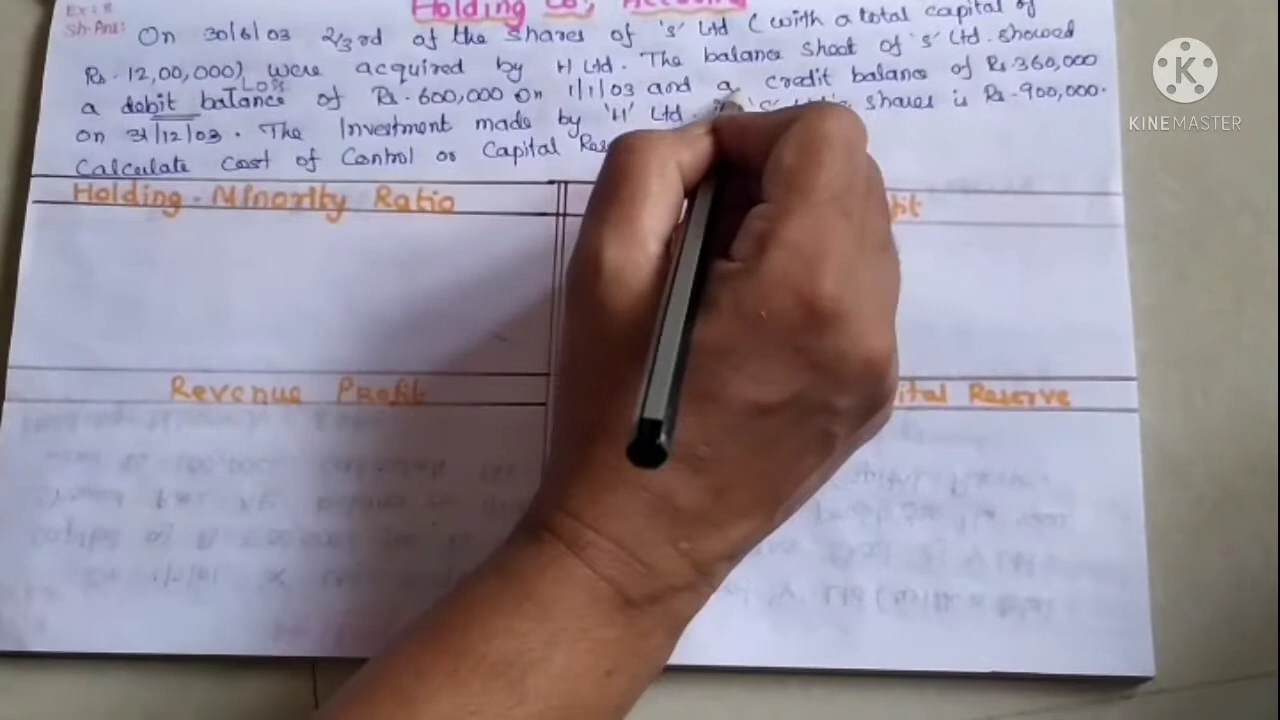 Ex: 8
Sh. Ans:
Holding Co., Account
On 30/6/03 2/3rd of the shares of 's' Ltd (with a total capital of
Rs. 12,00,000) were acquired by H Ltd. The balance sheet of 's' Ltd. showed
Loss
a debit balance of Rs. 600,000 on 1/1/03 and a credit balance of Rs. 360,000
on 31/12/03. The Investment made by 'H' Ltd. shares is Rs. 900,000.
Calculate cost of Control or Capital Res
Holding - Minority Ratio
Revenue Profit
ital Reserve
K
KINEMASTER